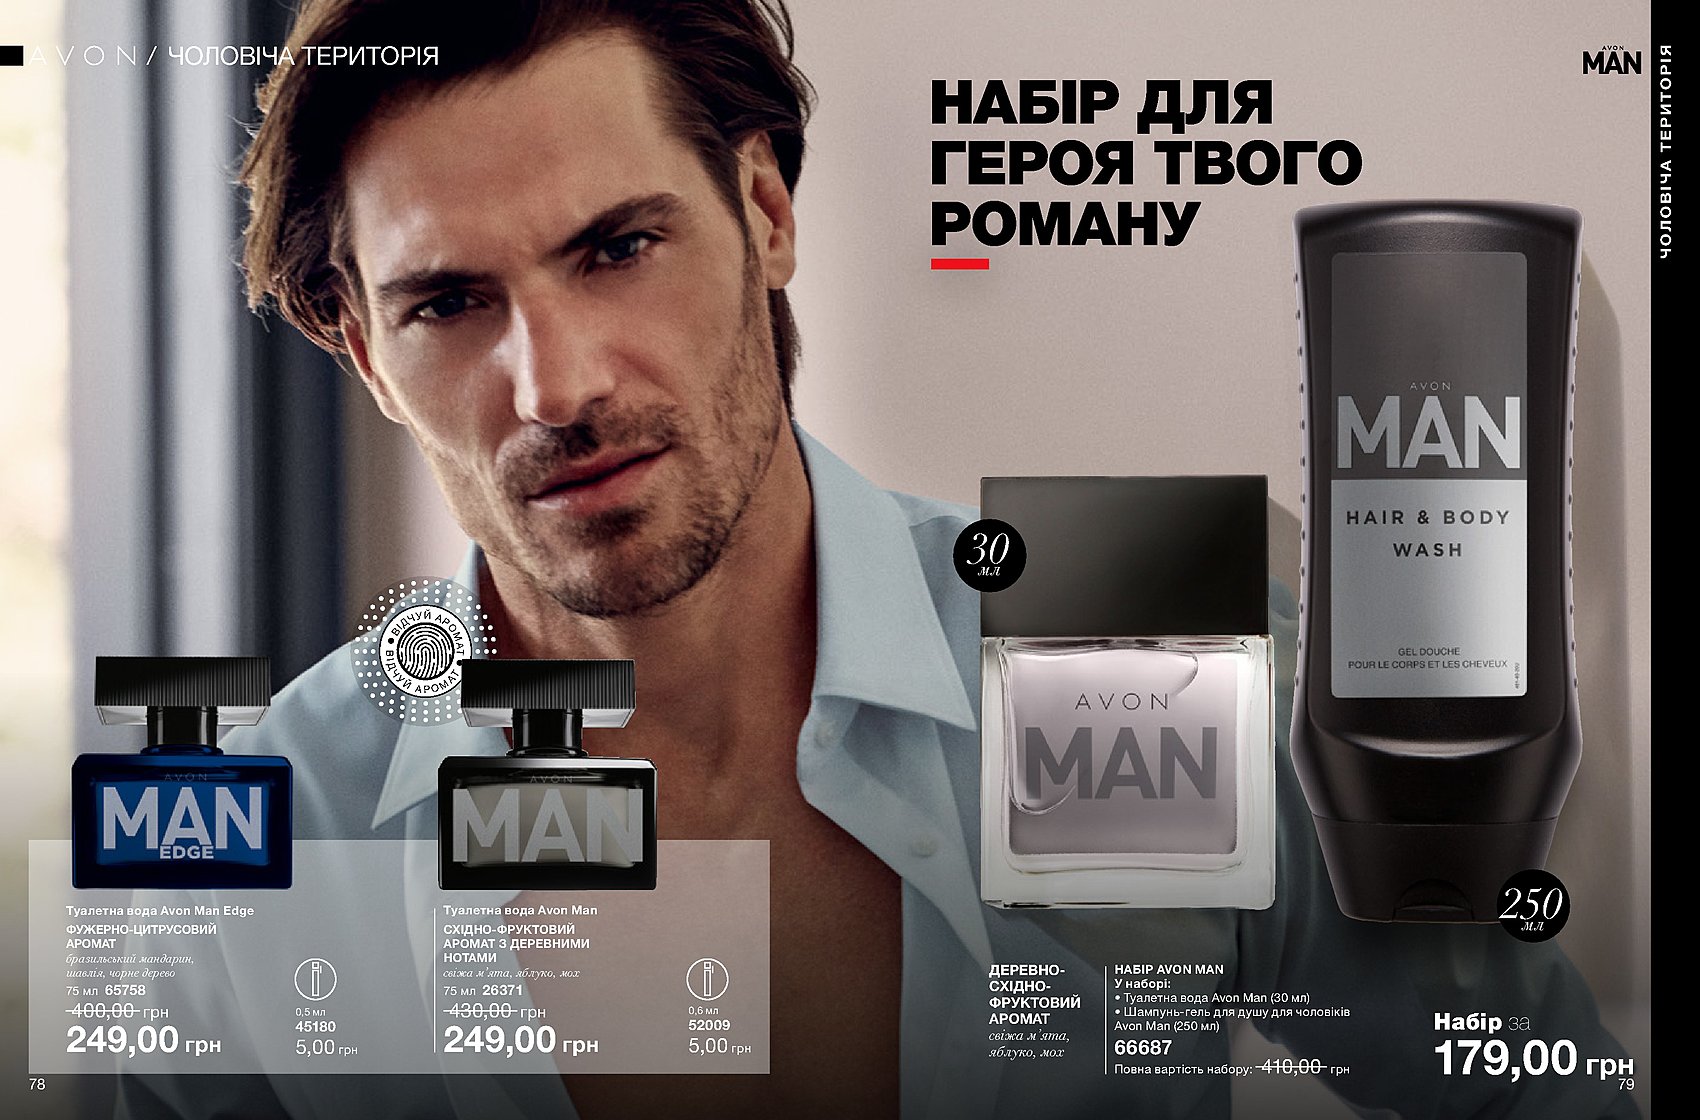 AVON / ЧОЛОВІЧА ТЕРИТОРІЯ
AVON
MAN
ЧОЛОВІЧА ТЕРИТОРІЯ
НАБІР ДЛЯ
ГЕРОЯ ТВОГО
РОМАНУ
AVON
MAN
HAIR & BODY
WASH
GEL DOUCHE
POUR LE CORPS ET LES CHEVEUX
30
мл
AVON
MAN
250
мл
ВІДЧУЙ АРОМАТ • ВІДЧУЙ АРОМАТ •
AVON
MAN
EDGE
AVON
MAN
Туалетна вода Avon Man Edge
ФУЖЕРНО-ЦИТРУСОВИЙ
АРОМАТ
бразильський мандарин,
шавлія, чорне дерево
75 мл 65758
400,00 грн
249,00 грн
0,5 мл
45180
5,00 грн
Туалетна вода Avon Man
СХІДНО-ФРУКТОВИЙ
АРОМАТ З ДЕРЕВНИМИ
НОТАМИ
свіжа м’ята, яблуко, мох
75 мл 26371
430,00 грн
249,00 грн
0,6 мл
52009
5,00 грн
ДЕРЕВНО-
СХІДНО-
ФРУКТОВИЙ
АРОМАТ
свіжа м’ята,
яблуко, мох
НАБІР AVON MAN
У наборі:
• Туалетна вода Avon Man (30 мл)
• Шампунь-гель для душу для чоловіків
Avon Man (250 мл)
66687
Повна вартість набору: 410,00 грн
Набір за
179,00 грн
78
79